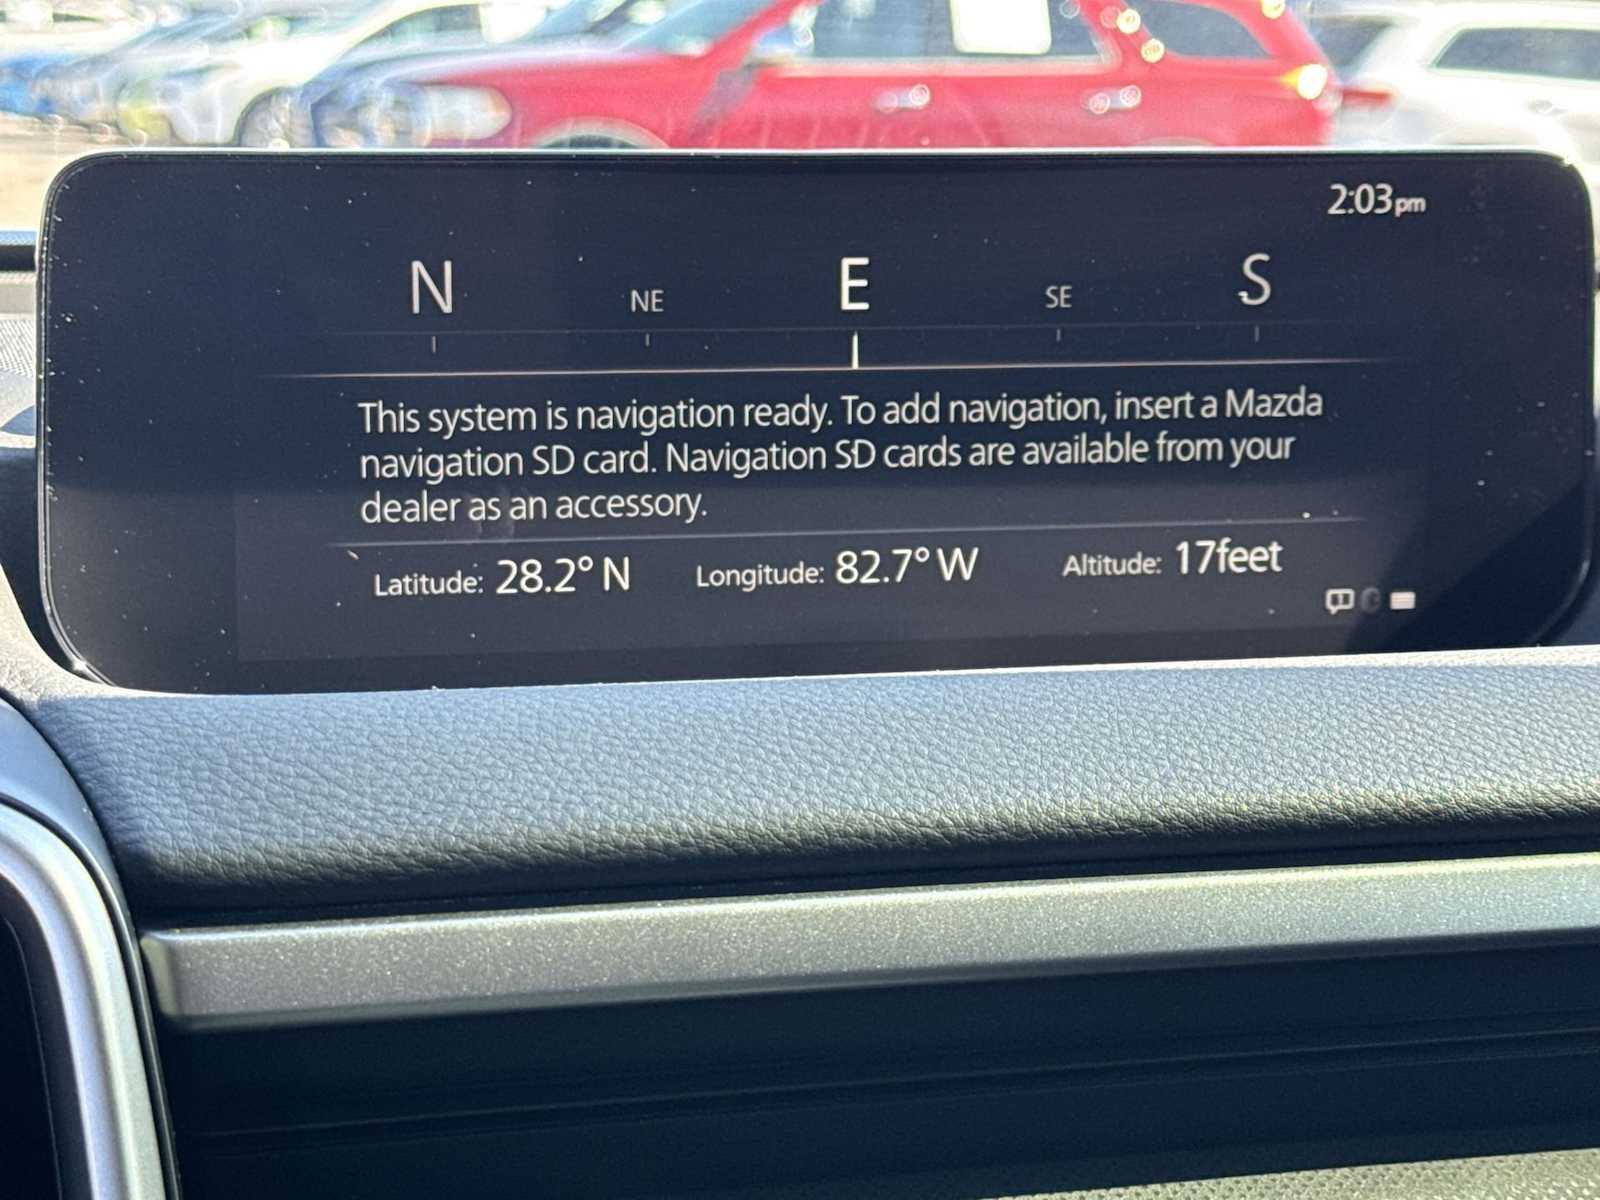 2:03pm
N NE E SE S
This system is navigation ready. To add navigation, insert a Mazda
navigation SD card. Navigation SD cards are available from your
dealer as an accessory.
Latitude: 28.2° N Longitude: 82.7° W Altitude: 17feet